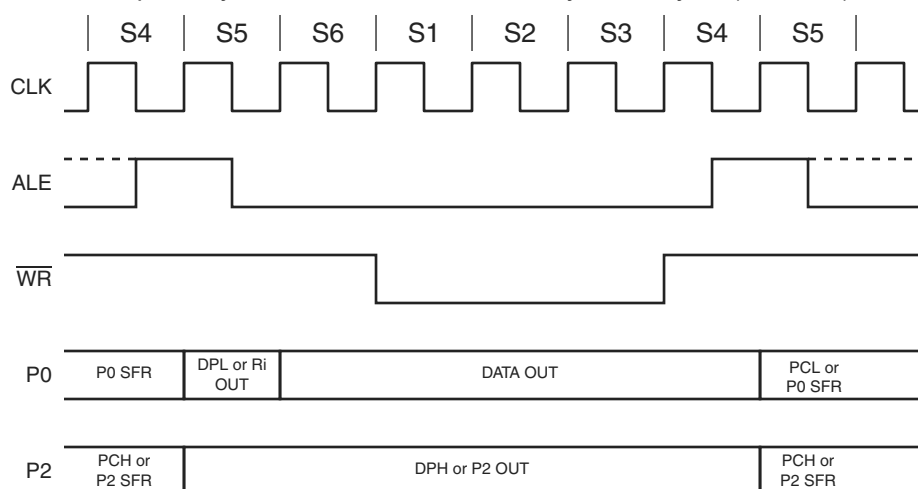 S4 S5 S6 S1 S2 S3 S4 S5
CLK
ALE
WR
P0 P0 SFR DPL or Ri OUT DATA OUT PCL or P0 SFR
P2 PCH or P2 SFR DPH or P2 OUT PCH or P2 SFR